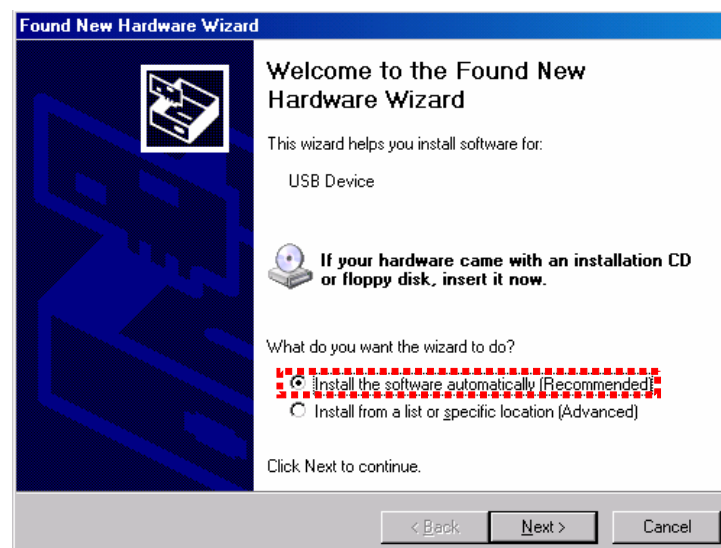 Found New Hardware Wizard
Welcome to the Found New
Hardware Wizard
This wizard helps you install software for:
USB Device
If your hardware came with an installation CD
or floppy disk, insert it now.
What do you want the wizard to do?
Install the software automatically (Recommended)
Install from a list or specific location (Advanced)
Click Next to continue.
< Back
Next >
Cancel